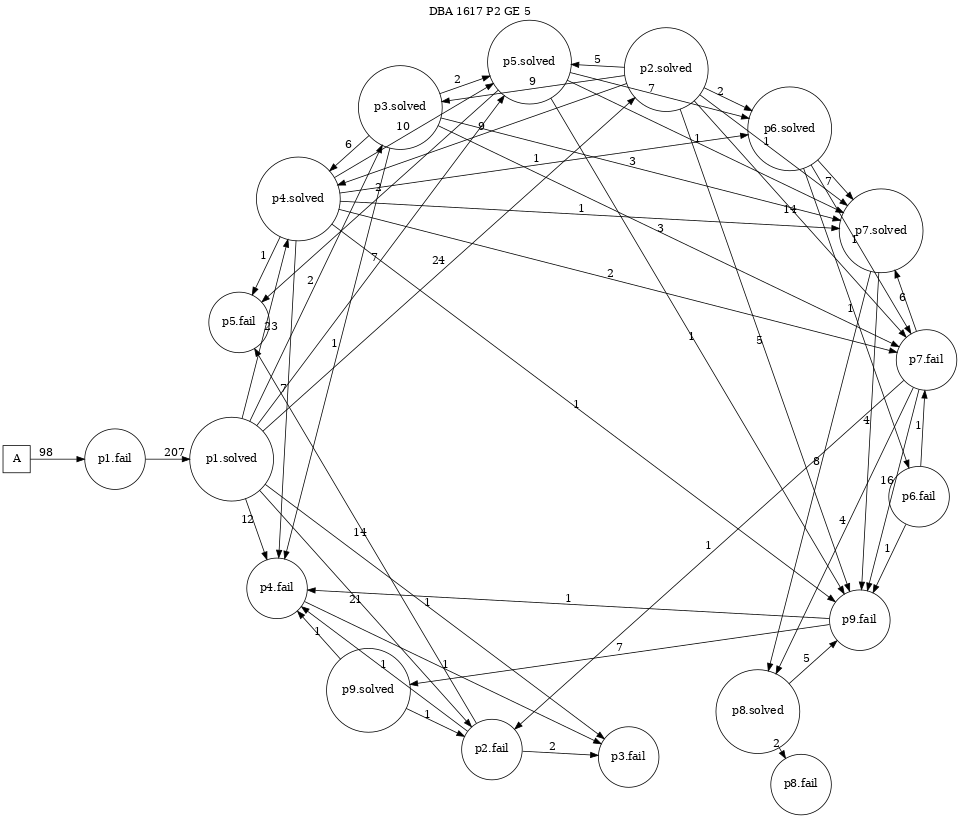 DBA 1617 P2 GE 5
p5.solved
p2.solved
5
2
9
7
2
p3.solved
10
9
1
1
p6.solved
6
1
3
7
p4.solved
2
1
14
p7.solved
1
3
7
24
2
1
2
6
p5.fail
23
1
1
1
5
p7.fail
7
1
4
1
A
98
p1.fail
207
p1.solved
8
16
p6.fail
12
14
4
1
1
p4.fail
21
1
1
p9.fail
1
1
1
7
5
p9.solved
1
p8.solved
p2.fail
2
p3.fail
2
p8.fail